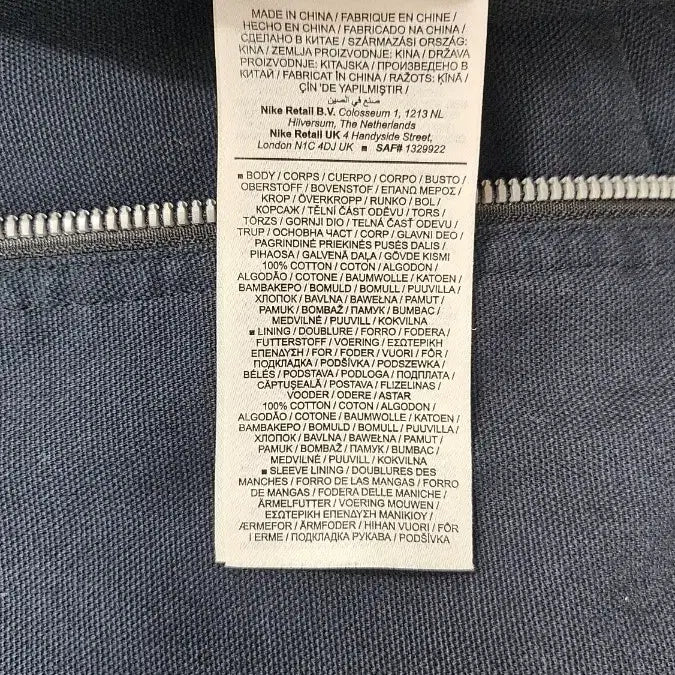 MADE IN CHINA / FABRIQUE EN CHINE /
HECHO EN CHINA / FABRICADO NA CHINA /
СДЕЛАНО В КИТАЕ / SZÁRMAZÁSI ORSZÁG:
KINA / ZEMLJA PROIZVODNJE: KINA / DRŽAVA
PROIZVODNJE: KITAJSKA / ПРОИЗВЕДЕНО В
КИТАЙ / FABRICAT ÎN CHINA / RAŽOTS: ĶĪNĀ /
ÇİN 'DE YAPILMIŞTIR /
صنع في الصين
Nike Retail B.V. Colosseum 1, 1213 NL
Hilversum, The Netherlands
Nike Retail UK 4 Handyside Street,
London N1C 4DJ UK ■ SAF# 1329922
■ BODY / CORPS / CUERPO / CORPO / BUSTO /
OBERSTOFF / BOVENSTOF / ΕΠΑΝΩ ΜΕΡΟΣ /
KROP / ÖVERKROPP / RUNKO / BOL /
КОРСАЖ / TĚLNÍ ČÁST ODĚVU / TORS /
TÖRZS / GORNJI DIO / TELNÁ ČASŤ ODEVU /
TRUP / ОСНОВНА ЧАСТ / CORP / GLAVNI DEO /
PAGRINDINĖ PRIEKINĖS PUSĖS DALIS /
PIHAOSA / GALVENĀ DAĻA / GÖVDE KISMI
100% COTTON / COTON / ALGODON /
ALGODÃO / COTONE / BAUMWOLLE / KATOEN /
ΒΑΜΒΑΚΕΡΟ / BOMULD / BOMULL / PUUVILLA /
ХЛОПОК / BAVLNA / BAWEŁNA / PAMUT /
PAMUK / BOMBAŽ / ПАМУК / BUMBAC /
MEDVILNĖ / PUUVILL / KOKVILNA
■ LINING / DOUBLURE / FORRO / FODERA /
FUTTERSTOFF / VOERING / ΕΣΩΤΕΡΙΚΗ
ΕΠΕΝΔΥΣΗ / FOR / FODER / VUORI / FÔR /
ПОДКЛАДКА / PODŠÍVKA / PODSZEWKA /
BÉLÉS / PODSTAVA / PODLOGA / ПОДПЛАТА /
CĂPTUȘEALĂ / POSTAVA / FLIZELINAS /
VOODER / ODERE / ASTAR
100% COTTON / COTON / ALGODON /
ALGODÃO / COTONE / BAUMWOLLE / KATOEN /
ΒΑΜΒΑΚΕΡΟ / BOMULD / BOMULL / PUUVILLA /
ХЛОПОК / BAVLNA / BAWEŁNA / PAMUT /
PAMUK / BOMBAŽ / ПАМУК / BUMBAC /
MEDVILNĖ / PUUVILL / KOKVILNA
■ SLEEVE LINING / DOUBLURES DES
MANCHES / FORRO DE LAS MANGAS / FORRO
DE MANGAS / FODERA DELLE MANICHE /
ÄRMELFUTTER / VOERING MOUWEN /
ΕΣΩΤΕΡΙΚΗ ΕΠΕΝΔΥΣΗ ΜΑΝΙΚΙΟΥ /
ÆRMEFOR / ÄRMFODER / HIHAN VUORI / FÔR
I ERME / ПОДКЛАДКА РУКАВА / PODŠÍVKA